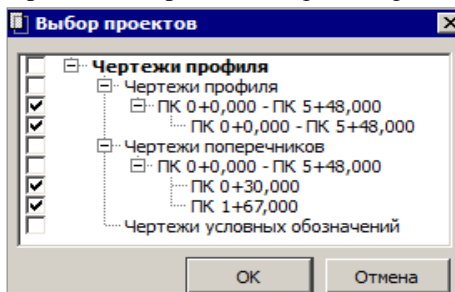 Выбор проектов
Чертежи профиля
Чертежи профиля
ПК 0+0,000 - ПК 5+48,000
ПК 0+0,000 - ПК 5+48,000
Чертежи поперечников
ПК 0+0,000 - ПК 5+48,000
ПК 0+30,000
ПК 1+67,000
Чертежи условных обозначений
OK Отмена